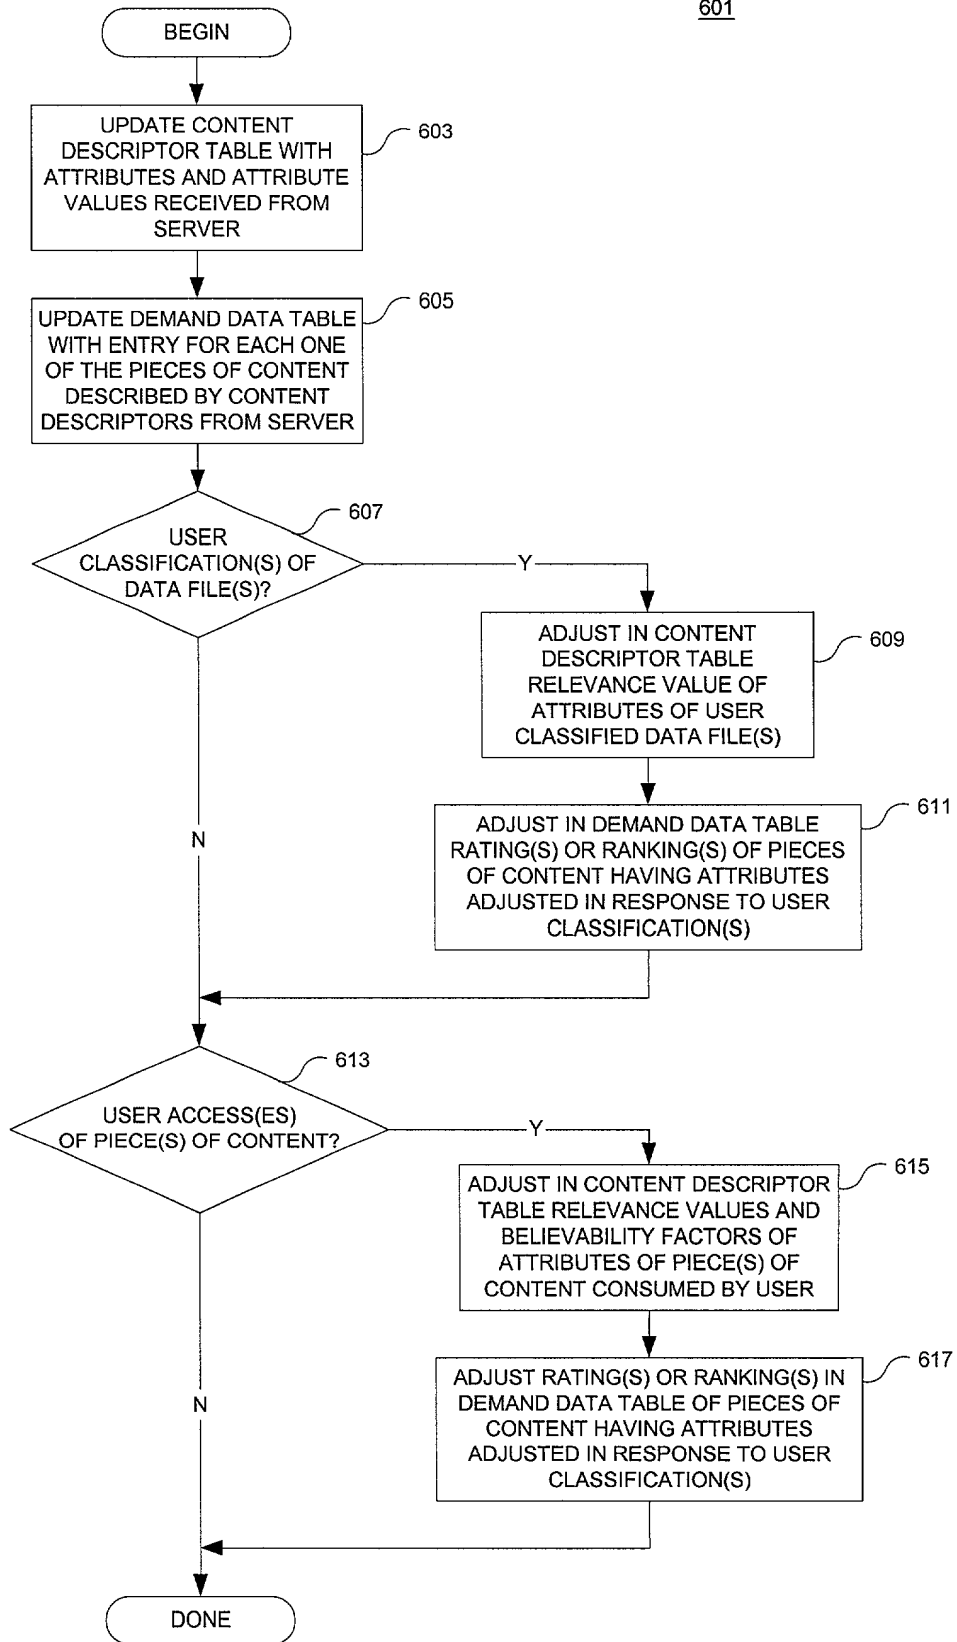 601
BEGIN
UPDATE CONTENT
DESCRIPTOR TABLE WITH
ATTRIBUTES AND ATTRIBUTE
VALUES RECEIVED FROM
SERVER
603
UPDATE DEMAND DATA TABLE
WITH ENTRY FOR EACH ONE
OF THE PIECES OF CONTENT
DESCRIBED BY CONTENT
DESCRIPTORS FROM SERVER
605
USER
CLASSIFICATION(S) OF
DATA FILE(S)?
607
Y
ADJUST IN CONTENT
DESCRIPTOR TABLE
RELEVANCE VALUE OF
ATTRIBUTES OF USER
CLASSIFIED DATA FILE(S)
609
ADJUST IN DEMAND DATA TABLE
RATING(S) OR RANKING(S) OF PIECES
OF CONTENT HAVING ATTRIBUTES
ADJUSTED IN RESPONSE TO USER
CLASSIFICATION(S)
611
N
USER ACCESS(ES)
OF PIECE(S) OF CONTENT?
613
Y
ADJUST IN CONTENT DESCRIPTOR
TABLE RELEVANCE VALUES AND
BELIEVABILITY FACTORS OF
ATTRIBUTES OF PIECE(S) OF
CONTENT CONSUMED BY USER
615
ADJUST RATING(S) OR RANKING(S) IN
DEMAND DATA TABLE OF PIECES OF
CONTENT HAVING ATTRIBUTES
ADJUSTED IN RESPONSE TO USER
CLASSIFICATION(S)
617
N
DONE